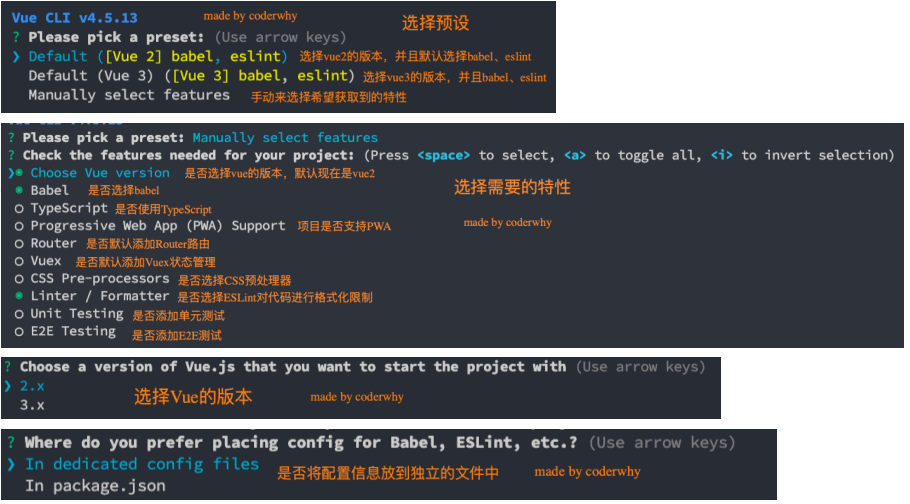 Vue CLI v4.5.13 made by coderwhy 选择预设
? Please pick a preset: (Use arrow keys)
❯ Default ([Vue 2] babel, eslint) 选择vue2的版本，并且默认选择babel、eslint
Default (Vue 3) ([Vue 3] babel, eslint) 选择vue3的版本，并且babel、eslint
Manually select features 手动来选择希望获取到的特性
? Please pick a preset: Manually select features
? Check the features needed for your project: (Press <space> to select, <a> to toggle all, <i> to invert selection)
❯◉ Choose Vue version 是否选择vue的版本，默认现在是vue2
◉ Babel 是否选择babel 选择需要的特性
◯ TypeScript 是否使用TypeScript
◯ Progressive Web App (PWA) Support 项目是否支持PWA made by coderwhy
◯ Router 是否默认添加Router路由
◯ Vuex 是否默认添加Vuex状态管理
◯ CSS Pre-processors 是否选择CSS预处理器
◉ Linter / Formatter 是否选择ESLint对代码进行格式化限制
◯ Unit Testing 是否添加单元测试
◯ E2E Testing 是否添加E2E测试
? Choose a version of Vue.js that you want to start the project with (Use arrow keys)
❯ 2.x
3.x 选择Vue的版本 made by coderwhy
? Where do you prefer placing config for Babel, ESLint, etc.? (Use arrow keys)
❯ In dedicated config files 是否将配置信息放到独立的文件中 made by coderwhy
In package.json